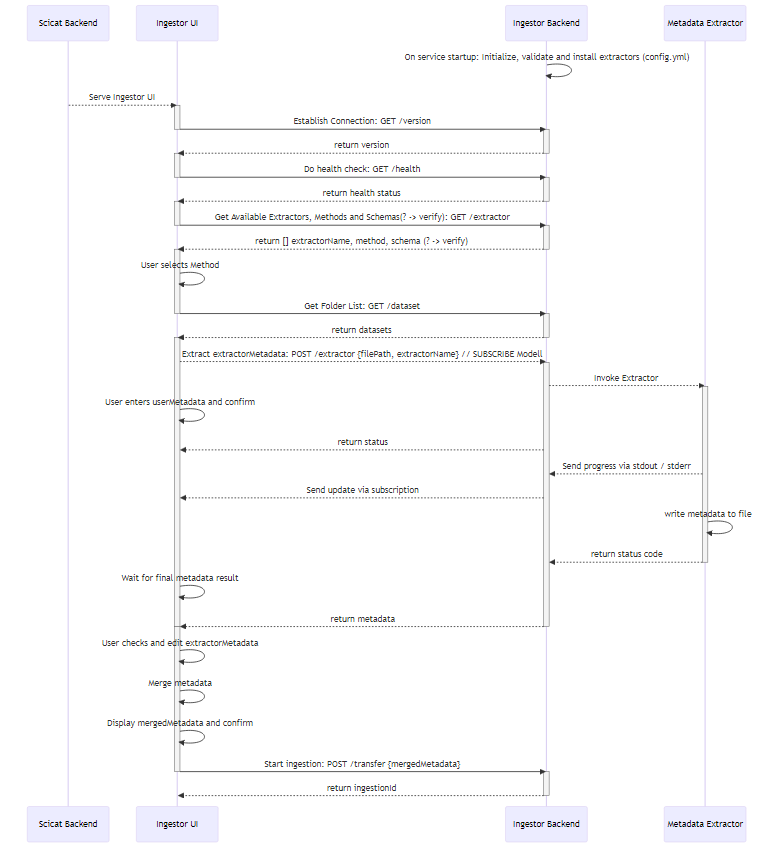 Scicat Backend
Ingestor UI
Ingestor Backend
Metadata Extractor
On service startup: Initialize, validate and install extractors (config.yml)
Serve Ingestor UI
Establish Connection: GET /version
return version
Do health check: GET /health
return health status
Get Available Extractors, Methods and Schemas(? -> verify): GET /extractor
return [] extractorName, method, schema (? -> verify)
User selects Method
Get Folder List: GET /dataset
return datasets
Extract extractorMetadata: POST /extractor {filePath, extractorName} // SUBSCRIBE Modell
Invoke Extractor
User enters userMetadata and confirm
return status
Send progress via stdout / stderr
Send update via subscription
write metadata to file
return status code
Wait for final metadata result
return metadata
User checks and edit extractorMetadata
Merge metadata
Display mergedMetadata and confirm
Start ingestion: POST /transfer {mergedMetadata}
return ingestionId
Scicat Backend
Ingestor UI
Ingestor Backend
Metadata Extractor